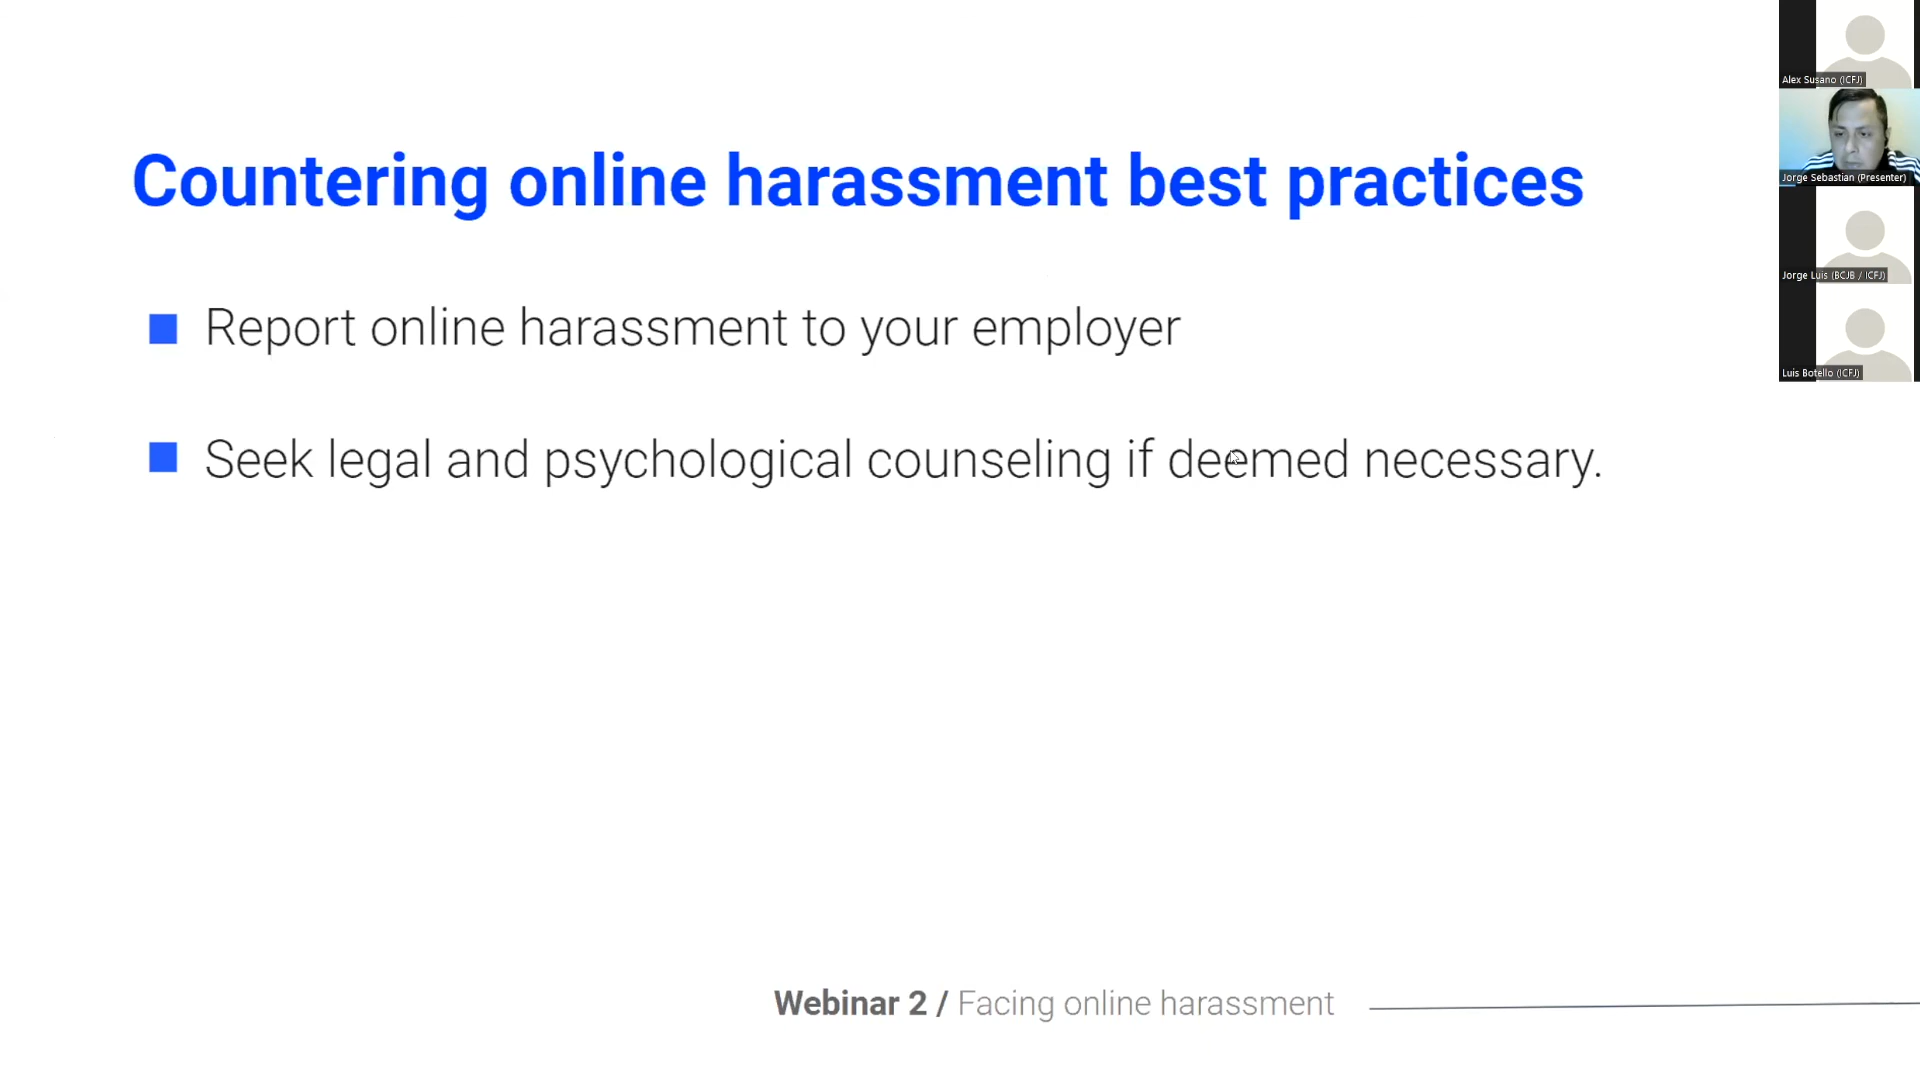 Countering online harassment best practices
Report online harassment to your employer
Seek legal and psychological counseling if deemed necessary.
Webinar 2 / Facing online harassment
Alex Susano (ICFJ)
Jorge Sebastian (Presenter)
Jorge Luis (BCJB / ICFJ)
Luis Botello (ICFJ)